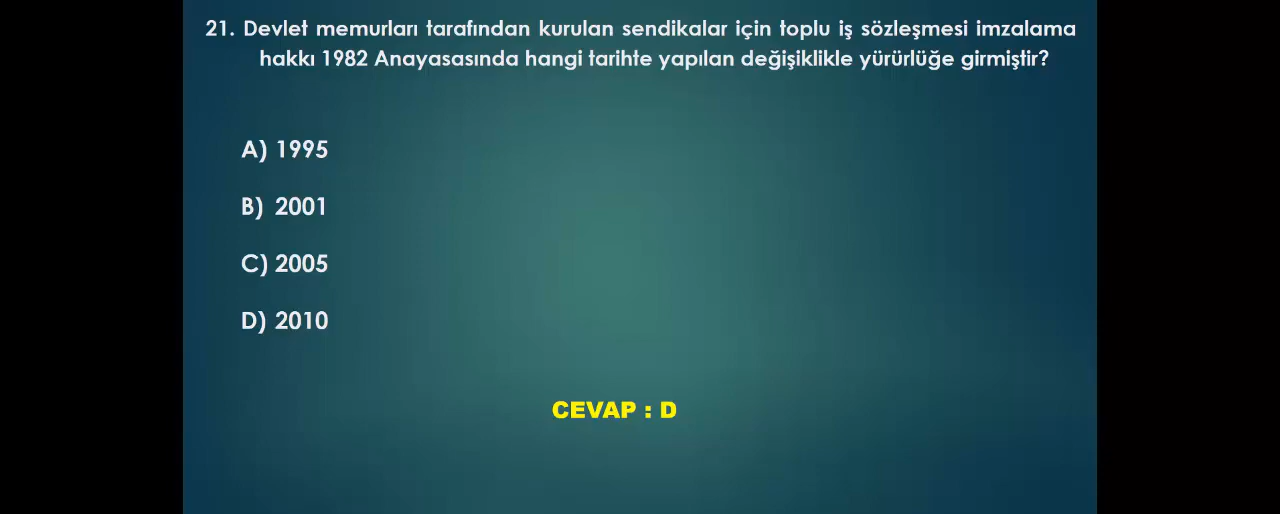 21. Devlet memurları tarafından kurulan sendikalar için toplu iş sözleşmesi imzalama
hakkı 1982 Anayasasında hangi tarihte yapılan değişiklikle yürürlüğe girmiştir?
A) 1995
B) 2001
C) 2005
D) 2010
CEVAP : D